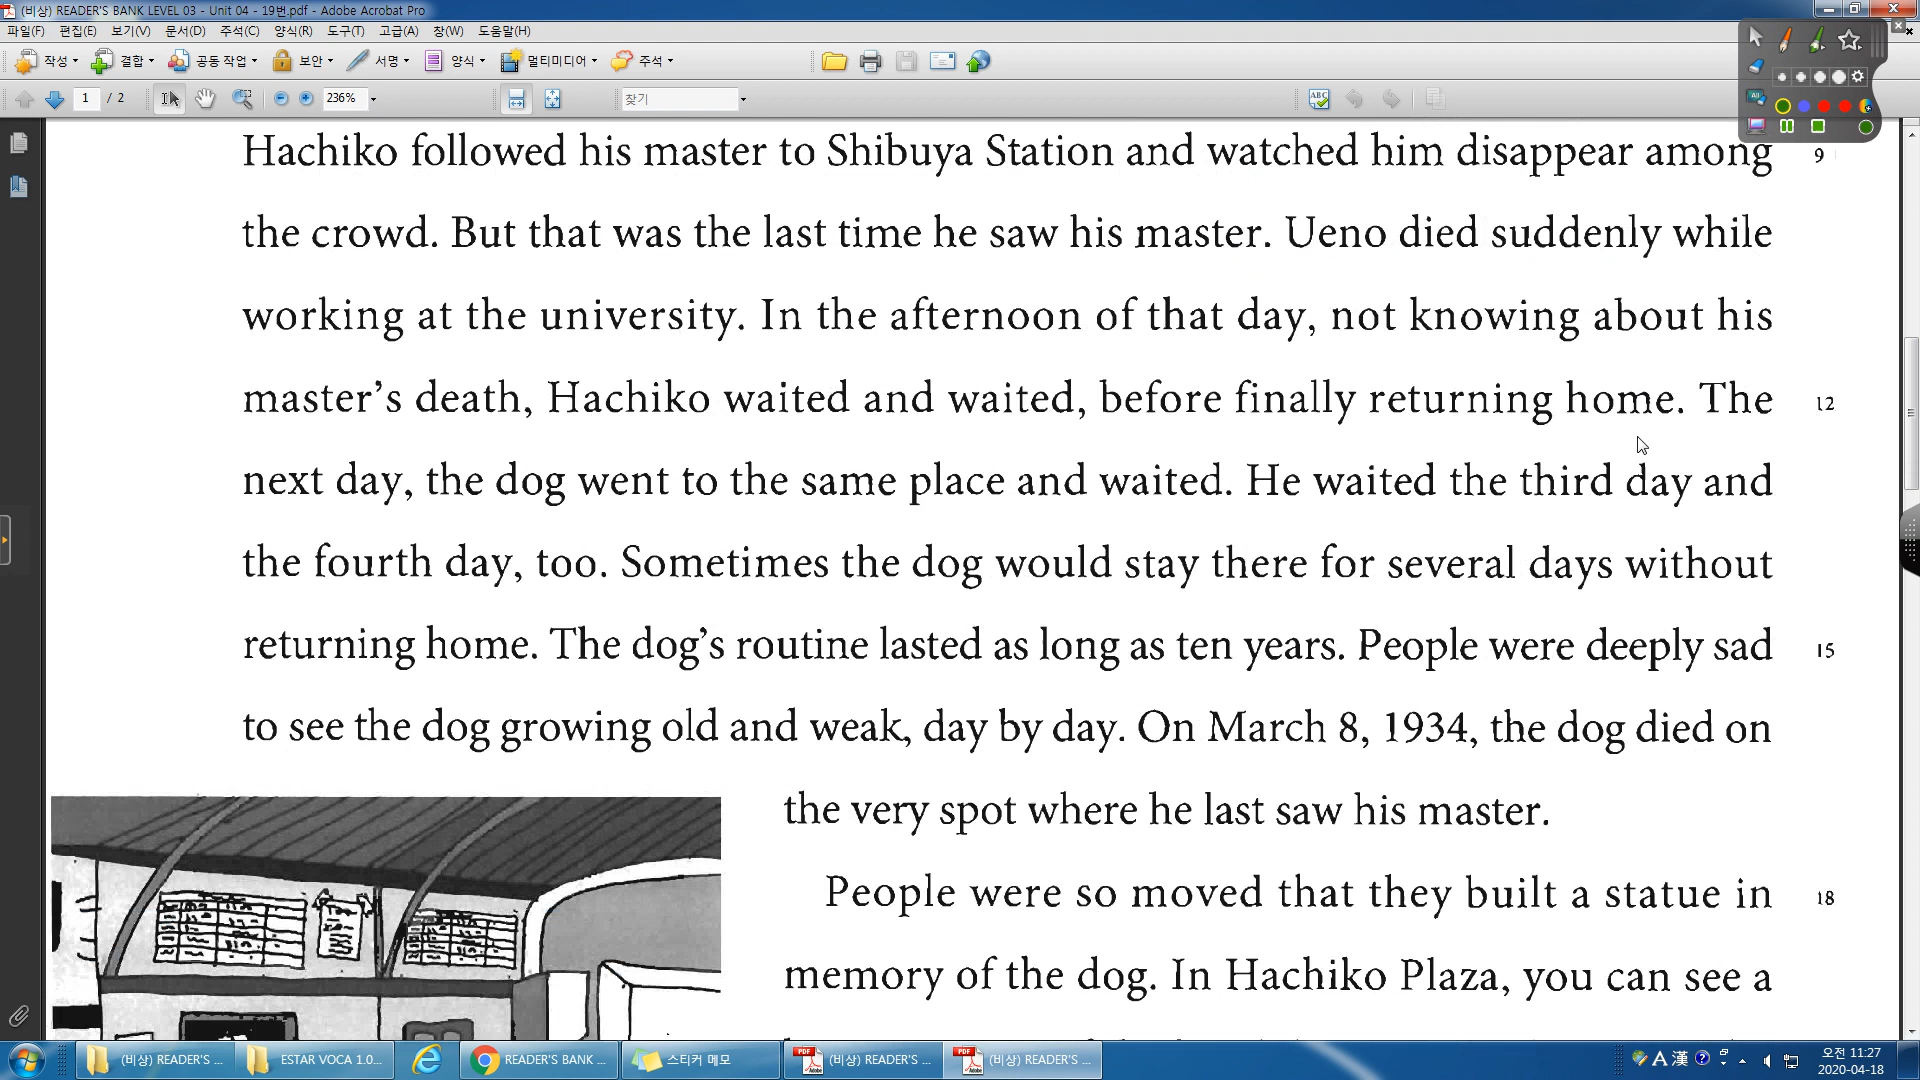 (비상) READER'S BANK LEVEL 03 - Unit 04 - 19번.pdf - Adobe Acrobat Pro
파일(F) 편집(E) 보기(V) 문서(D) 주석(C) 양식(R) 도구(T) 고급(A) 창(W) 도움말(H)
작성 결합 공동 작업 보안 서명 양식 멀티미디어 주석
1 / 2 236% 찾기
Hachiko followed his master to Shibuya Station and watched him disappear among 9
the crowd. But that was the last time he saw his master. Ueno died suddenly while
working at the university. In the afternoon of that day, not knowing about his
master's death, Hachiko waited and waited, before finally returning home. The 12
next day, the dog went to the same place and waited. He waited the third day and
the fourth day, too. Sometimes the dog would stay there for several days without
returning home. The dog's routine lasted as long as ten years. People were deeply sad 15
to see the dog growing old and weak, day by day. On March 8, 1934, the dog died on
the very spot where he last saw his master.
People were so moved that they built a statue in 18
memory of the dog. In Hachiko Plaza, you can see a
(비상) READER'S ... ESTAR VOCA 1.0... READER'S BANK ... 스티커 메모 (비상) READER'S ... (비상) READER'S ... A 漢 오전 11:27
2020-04-18